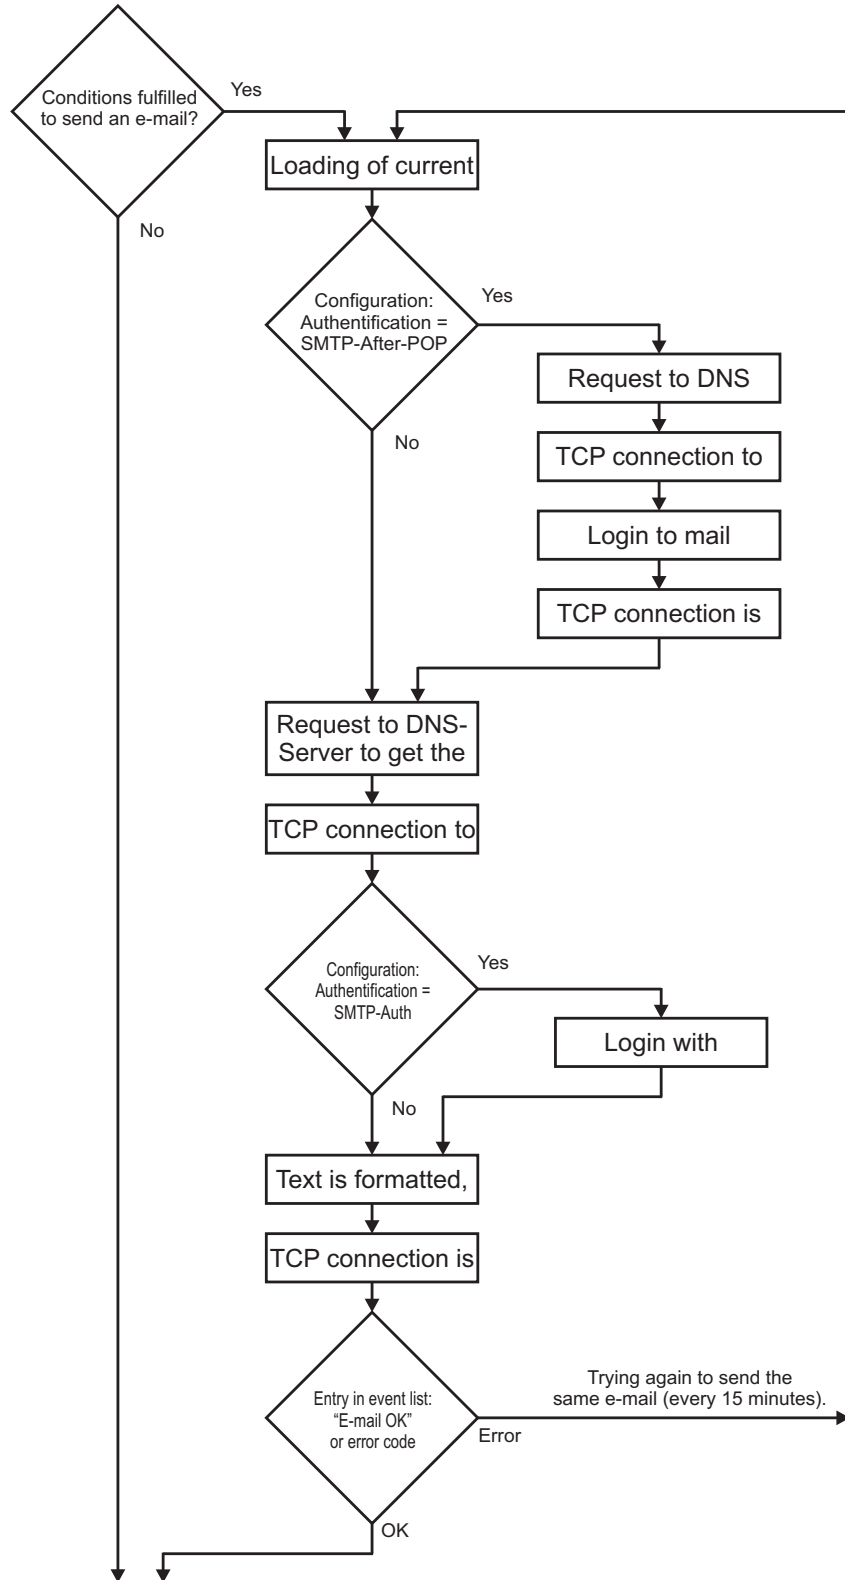 Conditions fulfilled
to send an e-mail?
Yes
No
Loading of current
Configuration:
Authentification =
SMTP-After-POP
Yes
No
Request to DNS
TCP connection to
Login to mail
TCP connection is
Request to DNS-
Server to get the
TCP connection to
Configuration:
Authentification =
SMTP-Auth
Yes
No
Login with
Text is formatted,
TCP connection is
Entry in event list:
“E-mail OK”
or error code
Trying again to send the
same e-mail (every 15 minutes).
Error
OK